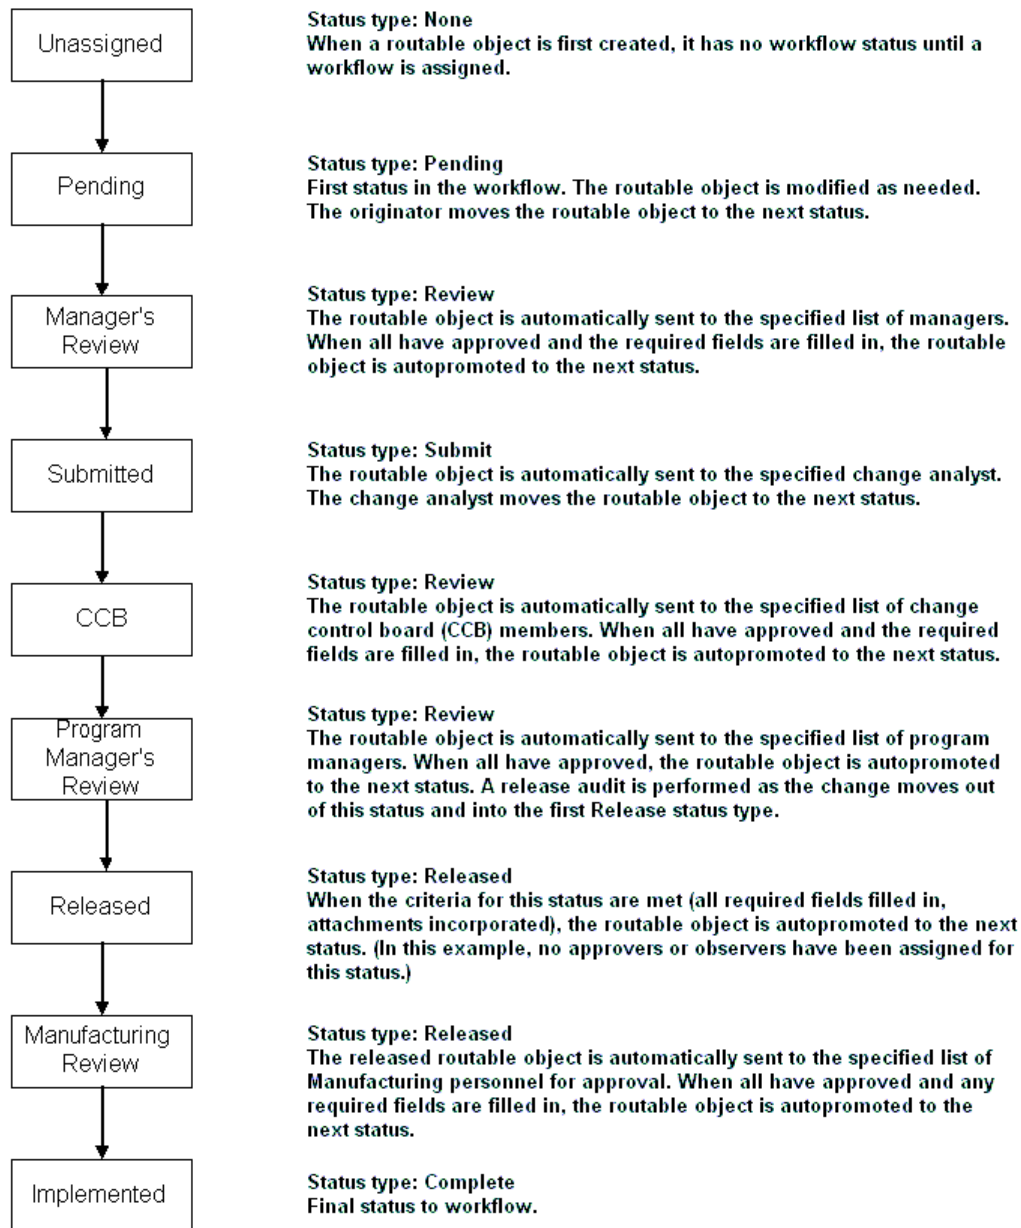 Unassigned
Status type: None
When a routable object is first created, it has no workflow status until a
workflow is assigned.
Pending
Status type: Pending
First status in the workflow. The routable object is modified as needed.
The originator moves the routable object to the next status.
Manager's
Review
Status type: Review
The routable object is automatically sent to the specified list of managers.
When all have approved and the required fields are filled in, the routable
object is autopromoted to the next status.
Submitted
Status type: Submit
The routable object is automatically sent to the specified change analyst.
The change analyst moves the routable object to the next status.
CCB
Status type: Review
The routable object is automatically sent to the specified list of change
control board (CCB) members. When all have approved and the required
fields are filled in, the routable object is autopromoted to the next status.
Program
Manager's
Review
Status type: Review
The routable object is automatically sent to the specified list of program
managers. When all have approved, the routable object is autopromoted
to the next status. A release audit is performed as the change moves out
of this status and into the first Release status type.
Released
Status type: Released
When the criteria for this status are met (all required fields filled in,
attachments incorporated), the routable object is autopromoted to the next
status. (In this example, no approvers or observers have been assigned for
this status.)
Manufacturing
Review
Status type: Released
The released routable object is automatically sent to the specified list of
Manufacturing personnel for approval. When all have approved and any
required fields are filled in, the routable object is autopromoted to the
next status.
Implemented
Status type: Complete
Final status to workflow.